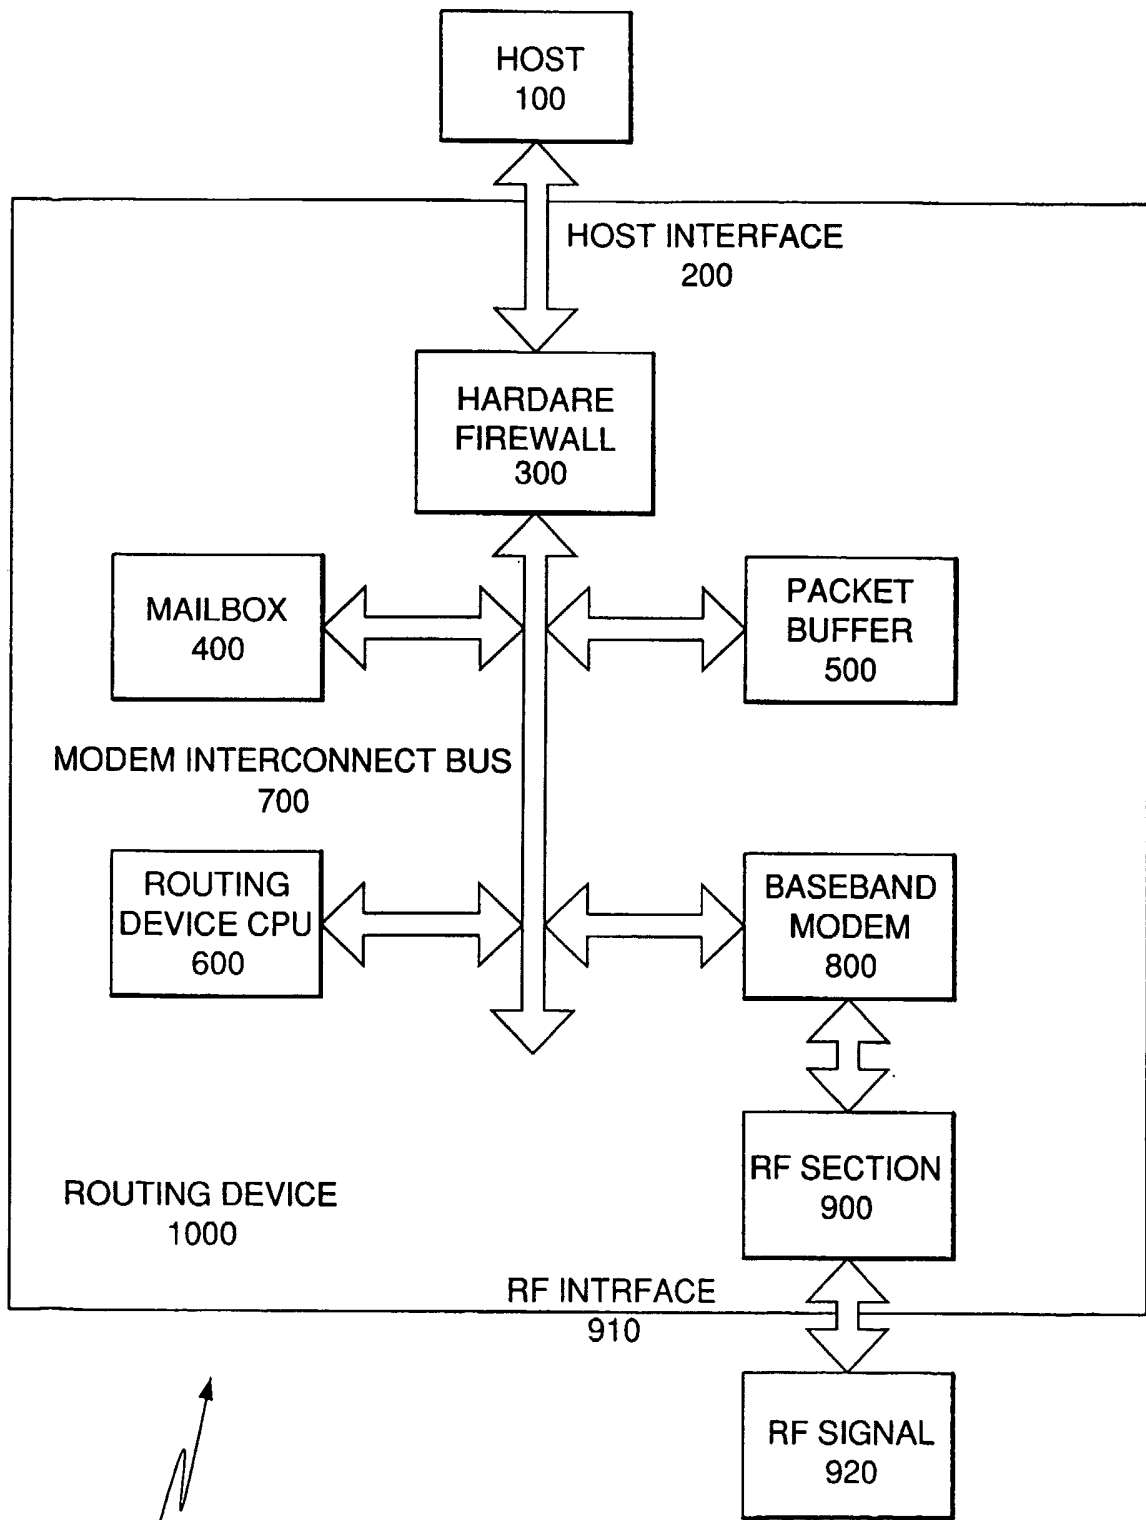 HOST
100
HOST INTERFACE
200
HARDARE
FIREWALL
300
MAILBOX
400
PACKET
BUFFER
500
MODEM INTERCONNECT BUS
700
ROUTING
DEVICE CPU
600
BASEBAND
MODEM
800
RF SECTION
900
ROUTING DEVICE
1000
RF INTRFACE
910
RF SIGNAL
920